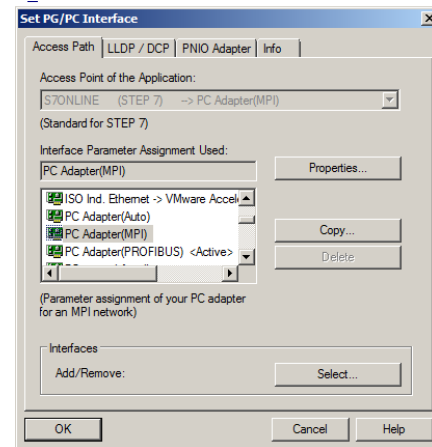 Set PG/PC Interface
Access Path LLDP / DCP PNIO Adapter Info
Access Point of the Application:
S7ONLINE (STEP 7) --> PC Adapter(MPI)
(Standard for STEP 7)
Interface Parameter Assignment Used:
PC Adapter(MPI)
Properties...
ISO Ind. Ethernet -> VMware Accel
PC Adapter(Auto)
PC Adapter(MPI)
PC Adapter(PROFIBUS) <Active>
Copy...
Delete
(Parameter assignment of your PC adapter
for an MPI network)
Interfaces
Add/Remove:
Select...
OK
Cancel
Help